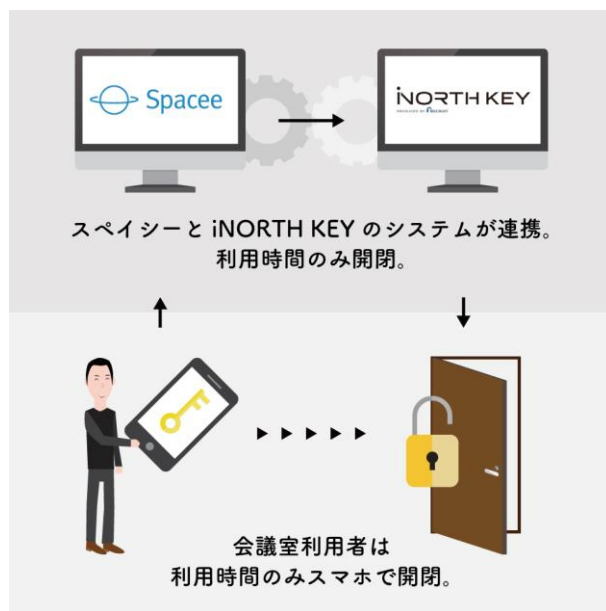 Spacee
iNORTH KEY
スペイシーと iNORTH KEY のシステムが連携。
利用時間のみ開閉。
会議室利用者は
利用時間のみスマホで開閉。